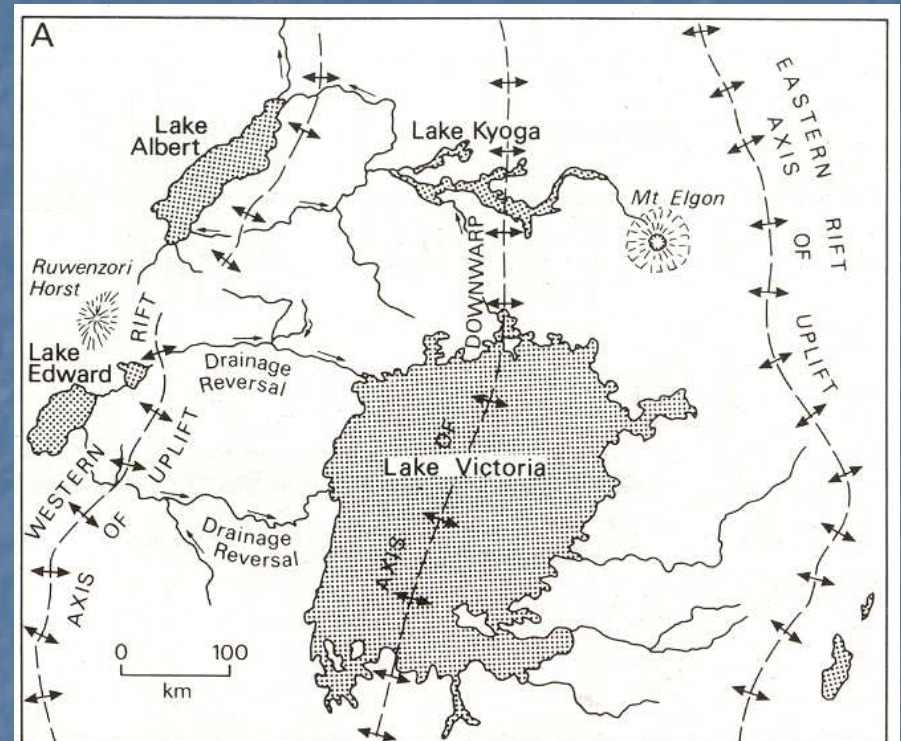 A
Lake
Albert
Lake Kyoga
EASTERN RIFT
AXIS OF UPLIFT
Mt Elgon
Ruwenzori
Horst
Lake
Edward
Drainage
Reversal
WESTERN RIFT
AXIS OF UPLIFT
AXIS OF DOWNWARP
Lake Victoria
Drainage
Reversal
0 100
km